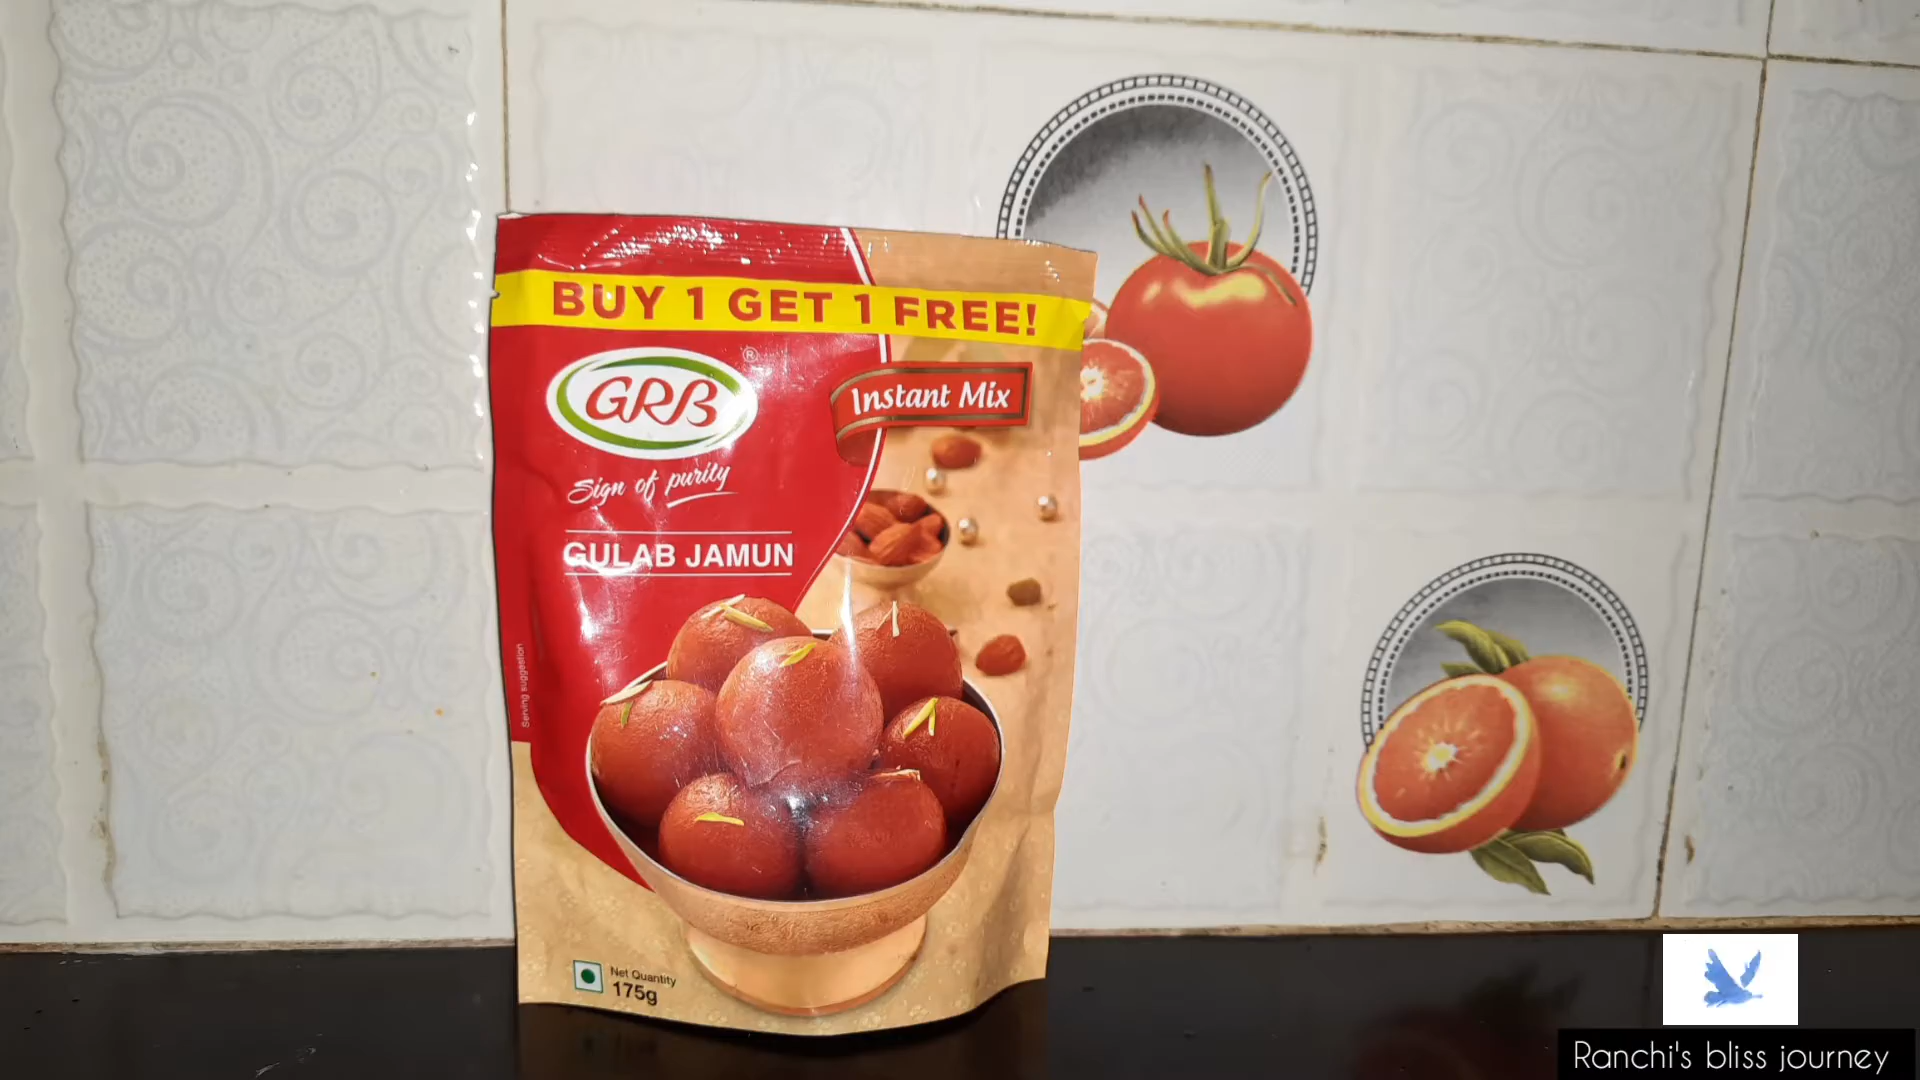 BUY 1 GET 1 FREE!
GRB
®
Instant Mix
Sign of purity
GULAB JAMUN
Serving suggestion
Net Quantity
175g
Ranchi's bliss journey